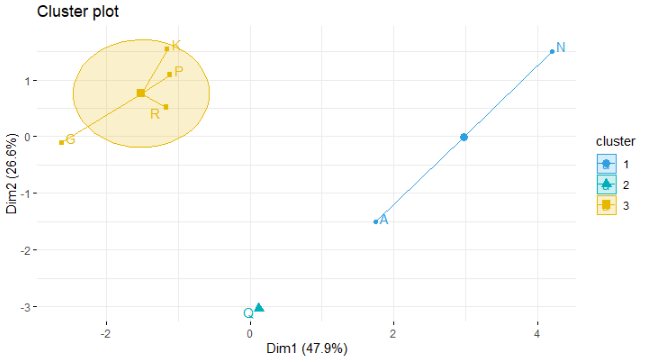 Cluster plot
K
P
R
G
N
A
Q
1
0
-1
-2
-3
-2
0
2
4
Dim2 (26.6%)
Dim1 (47.9%)
cluster
1
2
3